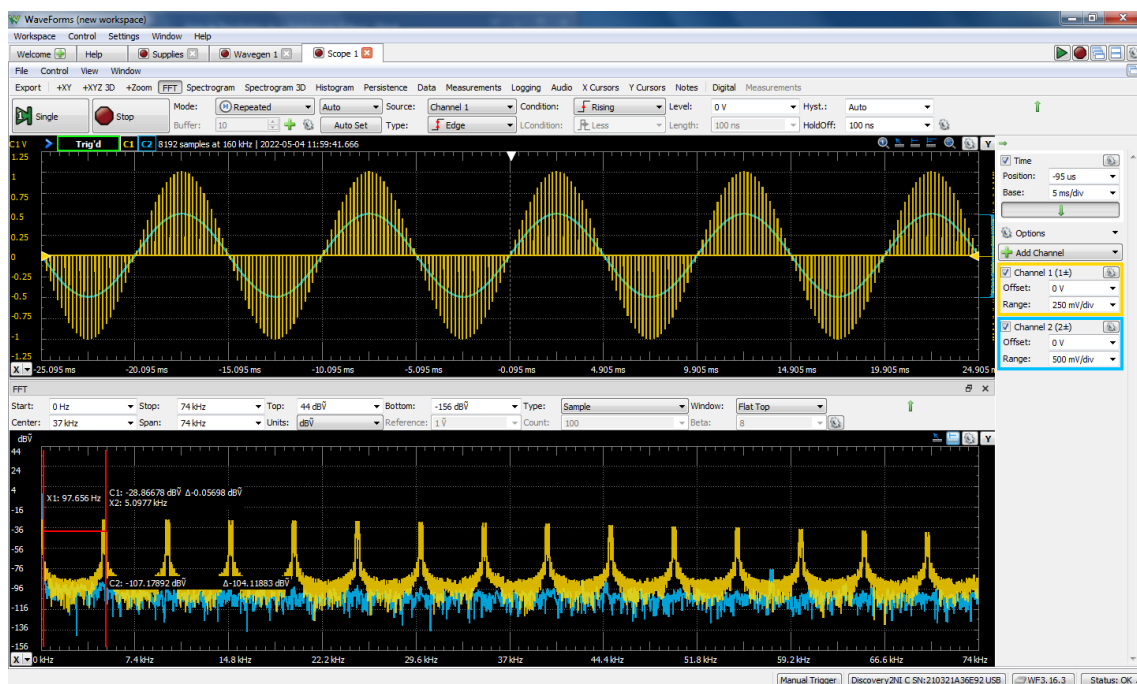 WaveForms (new workspace)
Workspace Control Settings Window Help
Welcome Help Supplies Wavegen 1 Scope 1
File Control View Window
Export +XY +XYZ 3D +Zoom FFT Spectrogram Spectrogram 3D Histogram Persistence Data Measurements Logging Audio X Cursors Y Cursors Notes Digital Measurements
Single Stop Mode: Repeated Auto Source: Channel 1 Condition: Rising Level: 0 V Hyst.: Auto
Buffer: 10 Auto Set Type: Edge LCondition: Less Length: 100 ns HoldOff: 100 ns
C1 V Trig'd C1 C2 8192 samples at 160 kHz | 2022-05-04 11:59:41.666 Y
1.25
1
0.75
0.5
0.25
0
-0.25
-0.5
-0.75
-1
-1.25
X -25.095 ms -20.095 ms -15.095 ms -10.095 ms -5.095 ms -0.095 ms 4.905 ms 9.905 ms 14.905 ms 19.905 ms 24.905 m
Time
Position: -95 us
Base: 5 ms/div
Options
Add Channel
Channel 1 (1±)
Offset: 0 V
Range: 250 mV/div
Channel 2 (2±)
Offset: 0 V
Range: 500 mV/div
FFT
Start: 0 Hz Stop: 74 kHz Top: 44 dBṼ Bottom: -156 dBṼ Type: Sample Window: Flat Top
Center: 37 kHz Span: 74 kHz Units: dBṼ Reference: 1 Ṽ Count: 100 Beta: 8
dBṼ Y
44
24
4
-16
-36
-56
-76
-96
-116
-136
-156
X1: 97.656 Hz
C1: -28.86678 dBṼ Δ-0.05698 dBṼ
X2: 5.0977 kHz
C2: -107.17892 dBṼ Δ-104.11883 dBṼ
X 0 kHz 7.4 kHz 14.8 kHz 22.2 kHz 29.6 kHz 37 kHz 44.4 kHz 51.8 kHz 59.2 kHz 66.6 kHz 74 kHz
Manual Trigger Discovery2NI C SN:210321A36E92 USB WF3.16.3 Status: OK